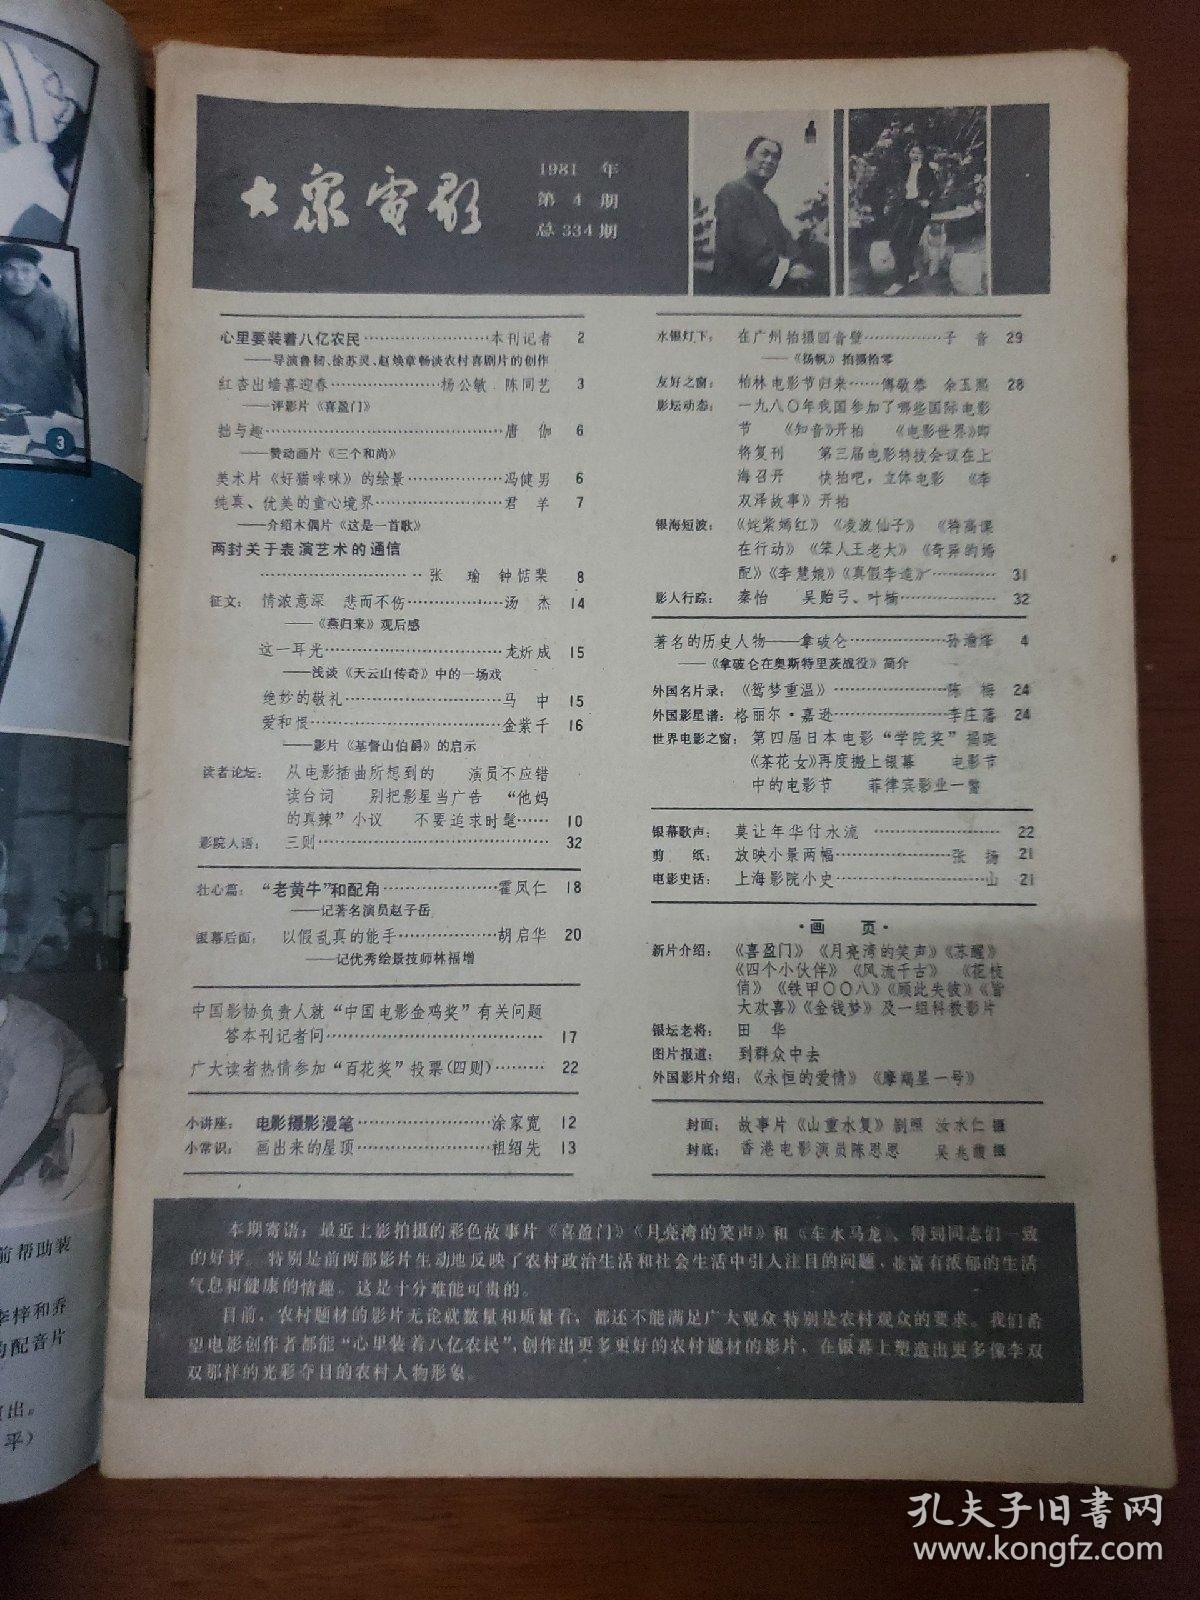 大众電影
1981 年
第 4 期
总 334 期
心里要装着八亿农民……………本刊记者 2
——导演鲁韧、徐苏灵、赵焕章畅谈农村喜剧片的创作
红杏出墙喜迎春……………杨公敏 陈同艺 3
——评影片《喜盈门》
拙与趣……………唐 伽 6
——赞动画片《三个和尚》
美术片《好猫咪咪》的绘景……………冯健男 6
纯真、优美的童心境界……………君 羊 7
——介绍木偶片《这是一首歌》
两封关于表演艺术的通信
……………张 瑜 钟惦棐 8
征文: 情浓意深 悲而不伤……………汤 杰 14
——《燕归来》观后感
这一耳光……………龙炘成 15
——浅谈《天云山传奇》中的一场戏
绝妙的敬礼……………马 中 15
爱和恨……………金紫千 16
——影片《基督山伯爵》的启示
读者论坛: 从电影插曲所想到的 演员不应错
读台词 别把影星当广告 “他妈
的真辣”小议 不要追求时髦…… 10
影院人语: 三则…………… 32
壮心篇: “老黄牛”和配角……………霍凤仁 18
——记著名演员赵子岳
银幕后面: 以假乱真的能手……………胡启华 20
——记优秀绘景技师林福增
中国影协负责人就“中国电影金鸡奖”有关问题
答本刊记者问…………… 17
广大读者热情参加“百花奖”投票(四则)……… 22
小讲座: 电影摄影漫笔……………涂家宽 12
小常识: 画出来的屋顶……………祖绍先 13
水银灯下: 在广州拍摄回音壁……………子 音 29
——《扬帆》拍摄拾零
友好之窗: 柏林电影节归来……傅敬恭 余玉熙 28
影坛动态: 一九八〇年我国参加了哪些国际电影
节 《知音》开拍 《电影世界》即
将复刊 第三届电影特技会议在上
海召开 快拍吧,立体电影 《李
双泽故事》开拍
银海短波: 《姹紫嫣红》《凌波仙子》 《特高课
在行动》《笨人王老大》《奇异的婚
配》《李慧娘》《真假李逵》………… 31
影人行踪: 秦怡 吴贻弓、叶楠…………… 32
著名的历史人物——拿破仑……………孙渝烽 4
——《拿破仑在奥斯特里茨战役》简介
外国名片录: 《鸳梦重温》……………陈 梅 24
外国影星谱: 格丽尔·嘉逊……………李庄藩 24
世界电影之窗: 第四届日本电影“学院奖”揭晓
《茶花女》再度搬上银幕 电影节
中的电影节 菲律宾影业一瞥
银幕歌声: 莫让年华付水流 …………… 22
剪 纸: 放映小景两幅……………张 扬 21
电影史话: 上海影院小史……………山 21
·画 页·
新片介绍: 《喜盈门》《月亮湾的笑声》《苏醒》
《四个小伙伴》《风流千古》 《花枝
俏》《铁甲〇〇八》《顾此失彼》《皆
大欢喜》《金钱梦》及一组科教影片
银坛老将: 田 华
图片报道: 到群众中去
外国影片介绍: 《永恒的爱情》《摩羯星一号》
封面: 故事片《山重水复》剧照 汝水仁 摄
封底: 香港电影演员陈思思 吴兆馥 摄
本期寄语: 最近上影拍摄的彩色故事片《喜盈门》《月亮湾的笑声》和《车水马龙》、得到同志们一致
的好评。特别是前两部影片生动地反映了农村政治生活和社会生活中引人注目的问题,並富有浓郁的生活
气息和健康的情趣。这是十分难能可贵的。
目前,农村题材的影片无论就数量和质量看,都还不能满足广大观众特别是农村观众的要求。我们希
望电影创作者都能“心里装着八亿农民”,创作出更多更好的农村题材的影片,在银幕上塑造出更多像李双
双那样的光彩夺目的农村人物形象。
3
前帮助装
李梓和乔
的配音片
出。
平)
孔夫子旧书网
www.kongfz.com